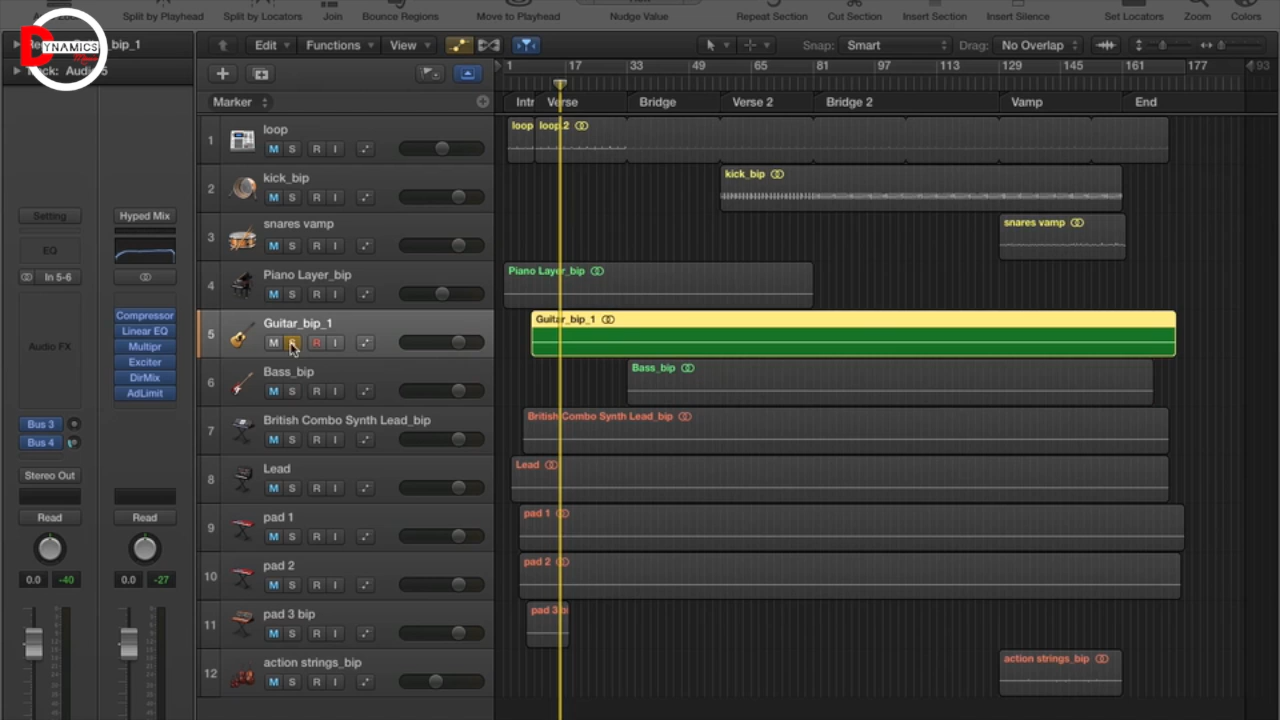 Split by Playhead Split by Locators Join Bounce Regions Move to Playhead Nudge Value Repeat Section Cut Section Insert Section Insert Silence Set Locators Zoom Colors
DYNAMICS
Music
_bip_1
Track: Audio 5
Edit Functions View Snap: Smart Drag: No Overlap
1 17 33 49 65 81 97 113 129 145 161 177 93
Marker Intr Verse Bridge Verse 2 Bridge 2 Vamp End
1 loop M S R I loop loop.2
2 kick_bip M S R I kick_bip
3 snares vamp M S R I snares vamp
4 Piano Layer_bip M S R I Piano Layer_bip
5 Guitar_bip_1 M S R I Guitar_bip_1
6 Bass_bip M S R I Bass_bip
7 British Combo Synth Lead_bip M S R I British Combo Synth Lead_bip
8 Lead M S R I Lead
9 pad 1 M S R I pad 1
10 pad 2 M S R I pad 2
11 pad 3 bip M S R I pad 3 bi
12 action strings_bip M S R I action strings_bip
Setting Hyped Mix
EQ
In 5-6
Audio FX
Compressor
Linear EQ
Multipr
Exciter
DirMix
AdLimit
Bus 3
Bus 4
Stereo Out
Read Read
0.0 -40 0.0 -27